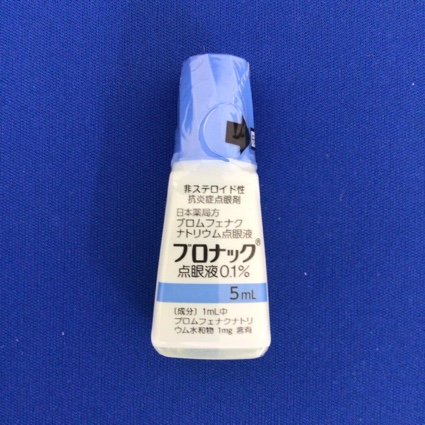 非ステロイド性
抗炎症点眼剤
日本薬局方
ブロムフェナク
ナトリウム点眼液
ブロナック®
点眼液0.1%
5mL
(成分) 1mL中
ブロムフェナクナトリ
ウム水和物 1mg 含有